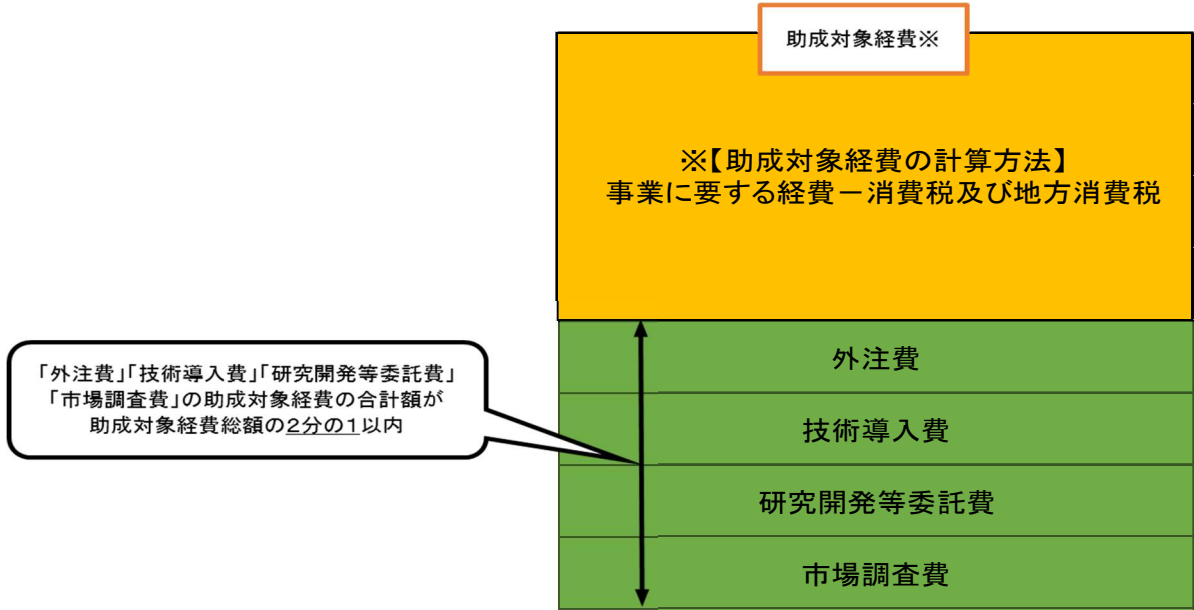 助成対象経費※
※【助成対象経費の計算方法】
事業に要する経費－消費税及び地方消費税
「外注費」「技術導入費」「研究開発等委託費」
「市場調査費」の助成対象経費の合計額が
助成対象経費総額の2分の1以内
外注費
技術導入費
研究開発等委託費
市場調査費